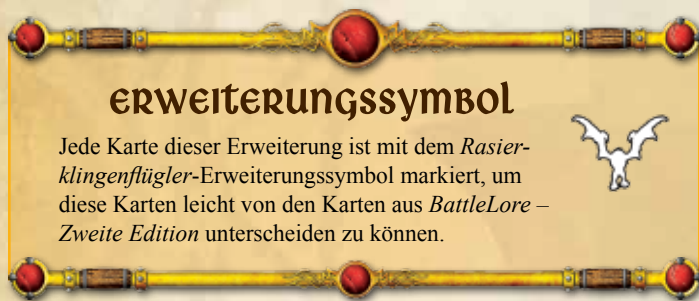 Erweiterungssymbol
Jede Karte dieser Erweiterung ist mit dem Rasier-
klingenflügler-Erweiterungssymbol markiert, um
diese Karten leicht von den Karten aus BattleLore –
Zweite Edition unterscheiden zu können.